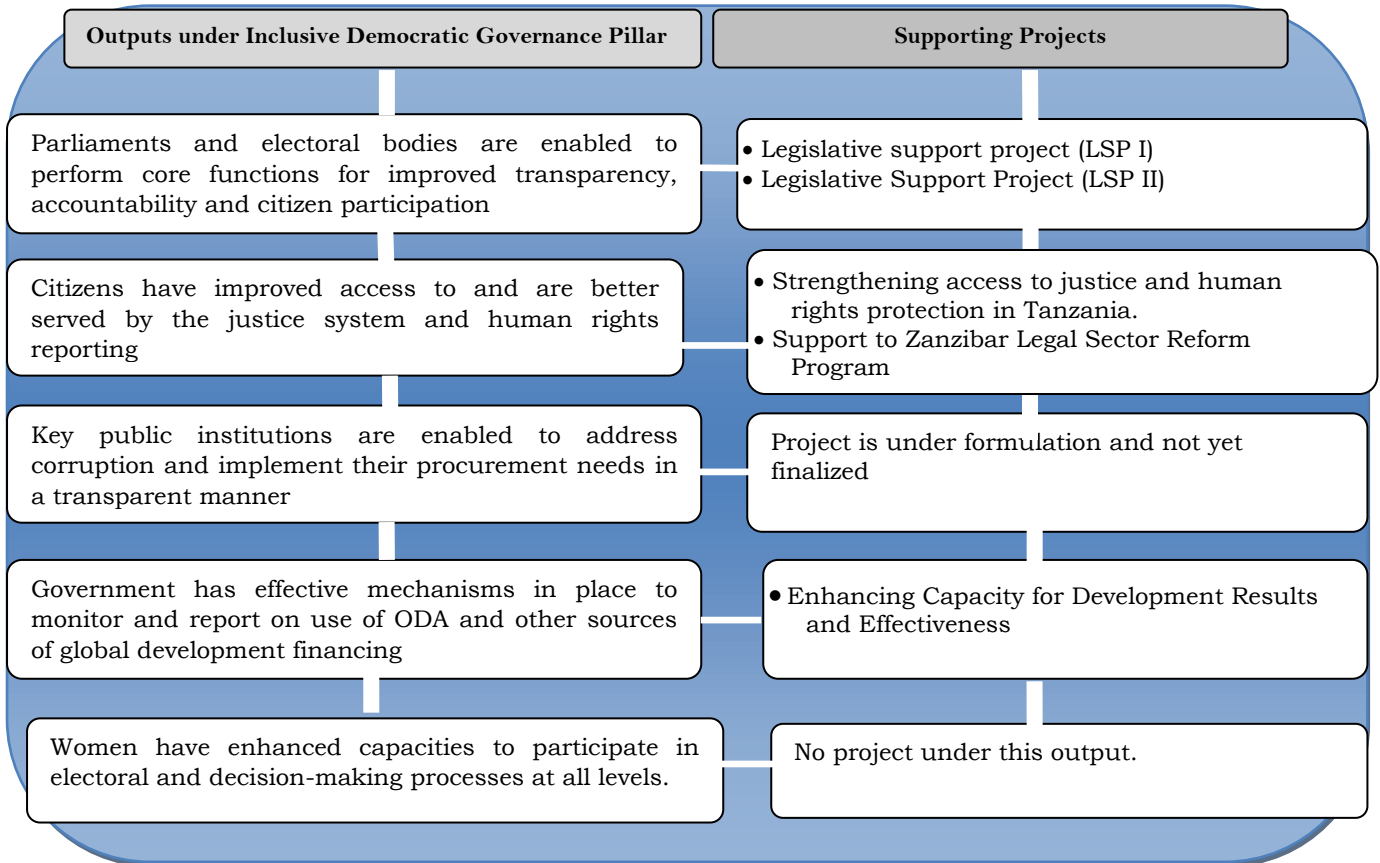 Outputs under Inclusive Democratic Governance Pillar
Supporting Projects
Parliaments and electoral bodies are enabled to
perform core functions for improved transparency,
accountability and citizen participation
• Legislative support project (LSP I)
• Legislative Support Project (LSP II)
Citizens have improved access to and are better
served by the justice system and human rights
reporting
• Strengthening access to justice and human
rights protection in Tanzania.
• Support to Zanzibar Legal Sector Reform
Program
Key public institutions are enabled to address
corruption and implement their procurement needs in
a transparent manner
Project is under formulation and not yet
finalized
Government has effective mechanisms in place to
monitor and report on use of ODA and other sources
of global development financing
• Enhancing Capacity for Development Results
and Effectiveness
Women have enhanced capacities to participate in
electoral and decision-making processes at all levels.
No project under this output.